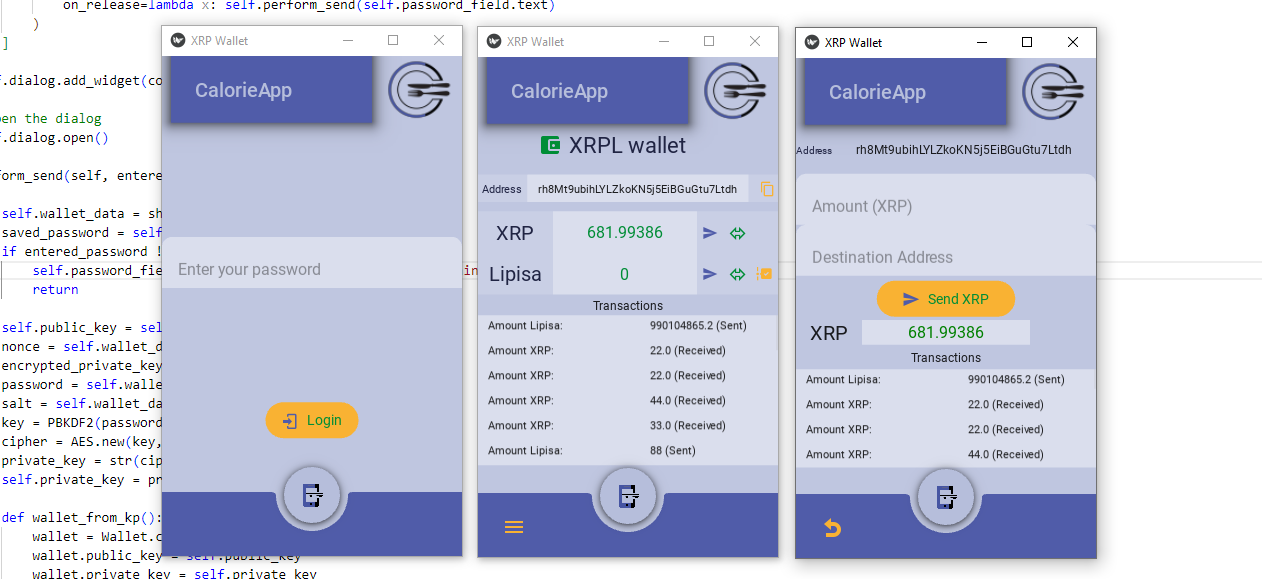 on_release=lambda x: self.perform_send(self.password_field.text)
)
]
f.dialog.add_widget(co
en the dialog
f.dialog.open()
orm_send(self, entere
self.wallet_data = sh
saved_password = self
if entered_password !
self.password_fie
in
return
self.public_key = sel
nonce = self.wallet_d
encrypted_private_key
password = self.walle
salt = self.wallet_da
key = PBKDF2(password
cipher = AES.new(key,
private_key = str(cip
self.private_key = pr
def wallet_from_kp():
wallet = Wallet.c
wallet.public_key = self.public_key
wallet.private_key = self.private_key
XRP Wallet
CalorieApp
Enter your password
Login
XRP Wallet
CalorieApp
XRPL wallet
Address rh8Mt9ubihLYLZkoKN5j5EiBGuGtu7Ltdh
XRP 681.99386
Lipisa 0
Transactions
Amount Lipisa: 990104865.2 (Sent)
Amount XRP: 22.0 (Received)
Amount XRP: 22.0 (Received)
Amount XRP: 44.0 (Received)
Amount XRP: 33.0 (Received)
Amount Lipisa: 88 (Sent)
XRP Wallet
CalorieApp
Address rh8Mt9ubihLYLZkoKN5j5EiBGuGtu7Ltdh
Amount (XRP)
Destination Address
Send XRP
XRP 681.99386
Transactions
Amount Lipisa: 990104865.2 (Sent)
Amount XRP: 22.0 (Received)
Amount XRP: 22.0 (Received)
Amount XRP: 44.0 (Received)